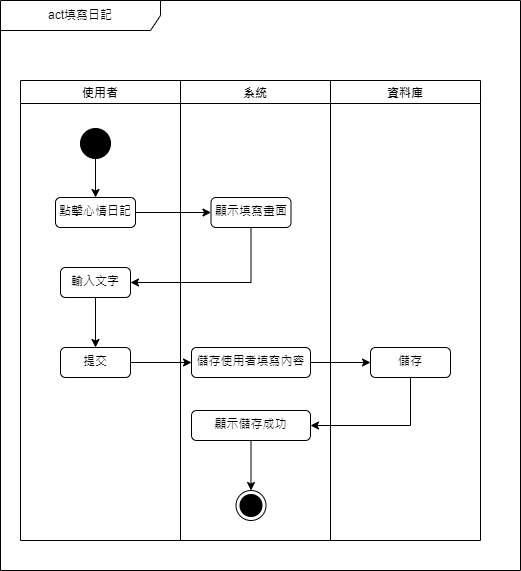 act填寫日記
使用者
系統
資料庫
點擊心情日記
顯示填寫畫面
輸入文字
提交
儲存使用者填寫內容
儲存
顯示儲存成功